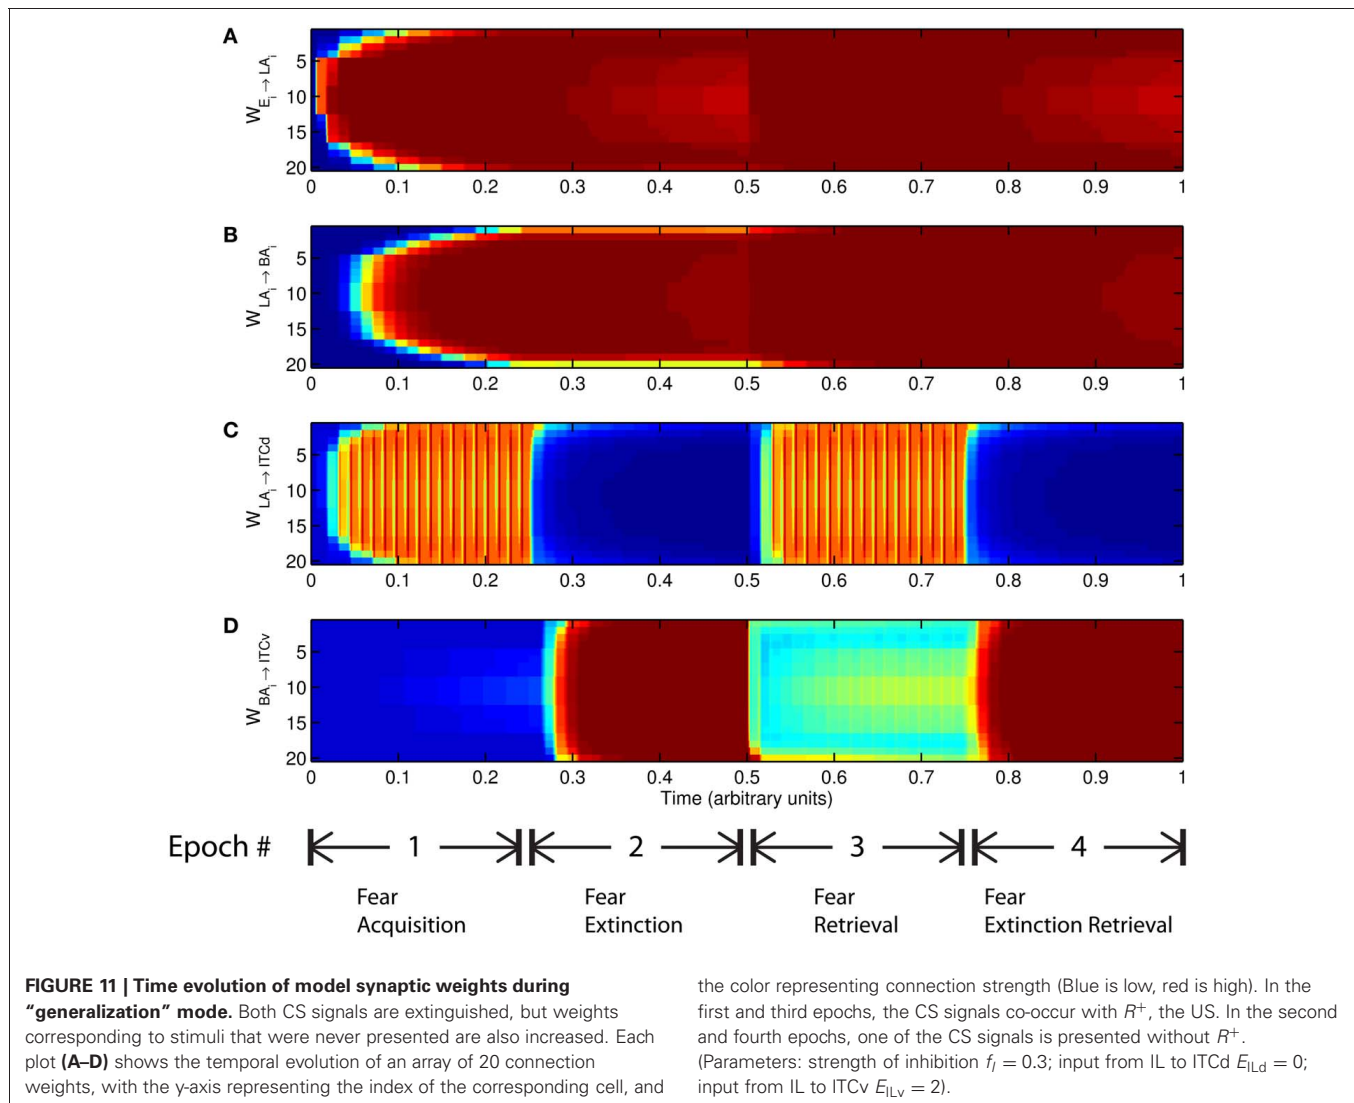 A
W E_i → LA_i
5
10
15
20
0 0.1 0.2 0.3 0.4 0.5 0.6 0.7 0.8 0.9 1
B
W LA_i → BA_i
5
10
15
20
0 0.1 0.2 0.3 0.4 0.5 0.6 0.7 0.8 0.9 1
C
W LA_i → ITCd
5
10
15
20
0 0.1 0.2 0.3 0.4 0.5 0.6 0.7 0.8 0.9 1
D
W BA_i → ITCv
5
10
15
20
0 0.1 0.2 0.3 0.4 0.5 0.6 0.7 0.8 0.9 1
Time (arbitrary units)
Epoch # 1 2 3 4
Fear Acquisition
Fear Extinction
Fear Retrieval
Fear Extinction Retrieval
FIGURE 11 | Time evolution of model synaptic weights during
“generalization” mode. Both CS signals are extinguished, but weights
corresponding to stimuli that were never presented are also increased. Each
plot (A–D) shows the temporal evolution of an array of 20 connection
weights, with the y-axis representing the index of the corresponding cell, and
the color representing connection strength (Blue is low, red is high). In the
first and third epochs, the CS signals co-occur with R⁺, the US. In the second
and fourth epochs, one of the CS signals is presented without R⁺.
(Parameters: strength of inhibition f_I = 0.3; input from IL to ITCd E_ILd = 0;
input from IL to ITCv E_ILv = 2).